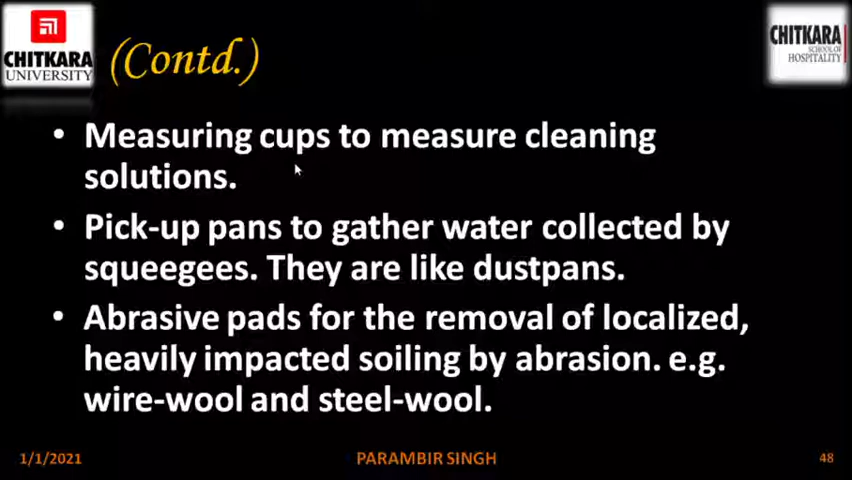 CHITKARA
UNIVERSITY
(Contd.)
CHITKARA
SCHOOL OF
HOSPITALITY
• Measuring cups to measure cleaning
solutions.
• Pick-up pans to gather water collected by
squeegees. They are like dustpans.
• Abrasive pads for the removal of localized,
heavily impacted soiling by abrasion. e.g.
wire-wool and steel-wool.
1/1/2021
PARAMBIR SINGH
48